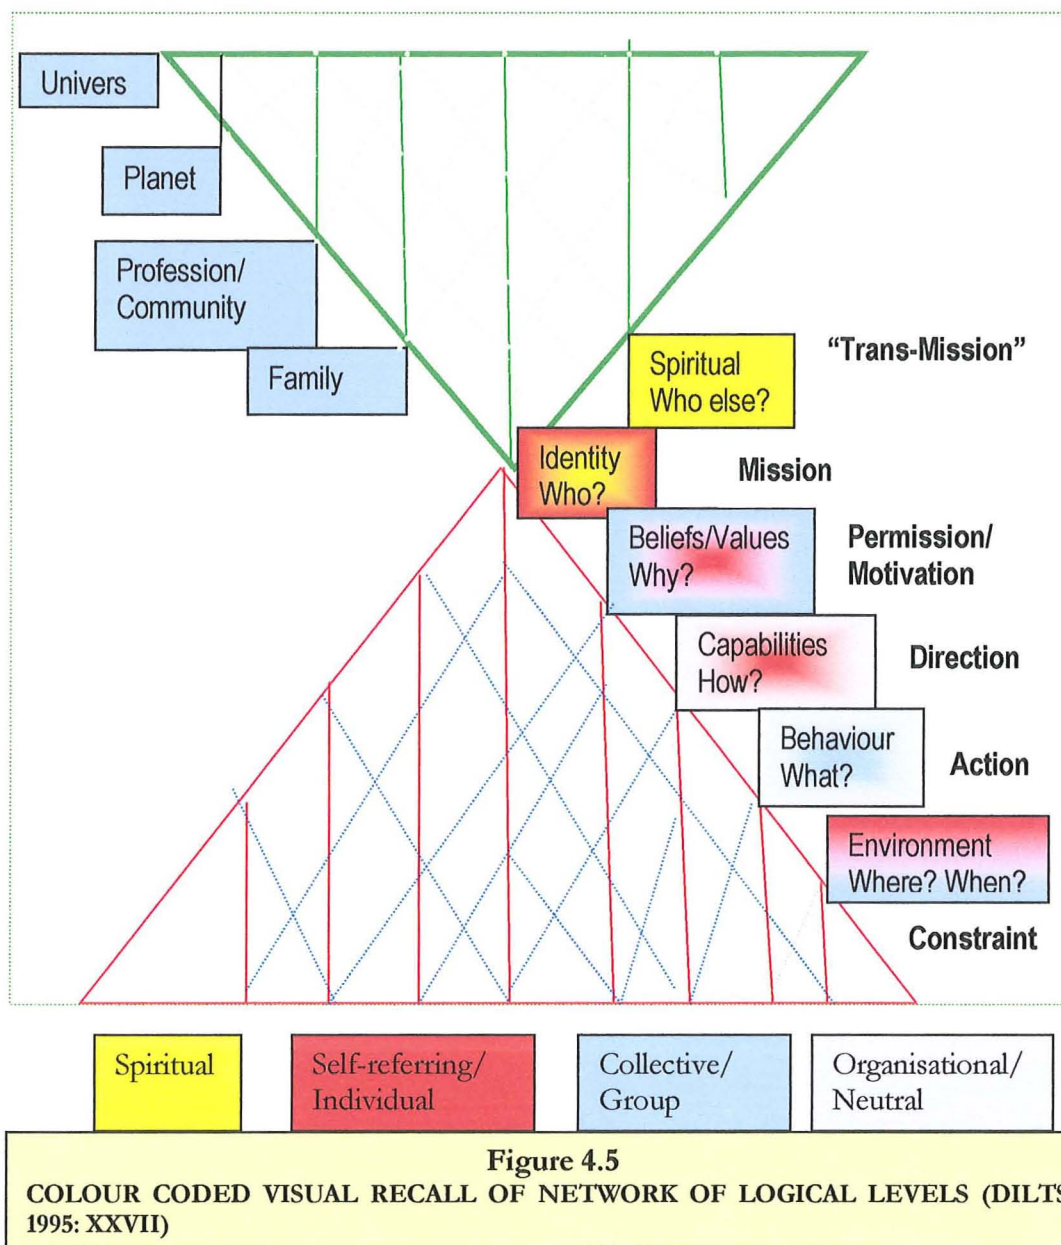 Univers
Planet
Profession/
Community
Family
Spiritual
Who else?
“Trans-Mission”
Identity
Who?
Mission
Beliefs/Values
Why?
Permission/
Motivation
Capabilities
How?
Direction
Behaviour
What?
Action
Environment
Where? When?
Constraint
Spiritual
Self-referring/
Individual
Collective/
Group
Organisational/
Neutral
Figure 4.5
COLOUR CODED VISUAL RECALL OF NETWORK OF LOGICAL LEVELS (DILTS
1995: XXVII)